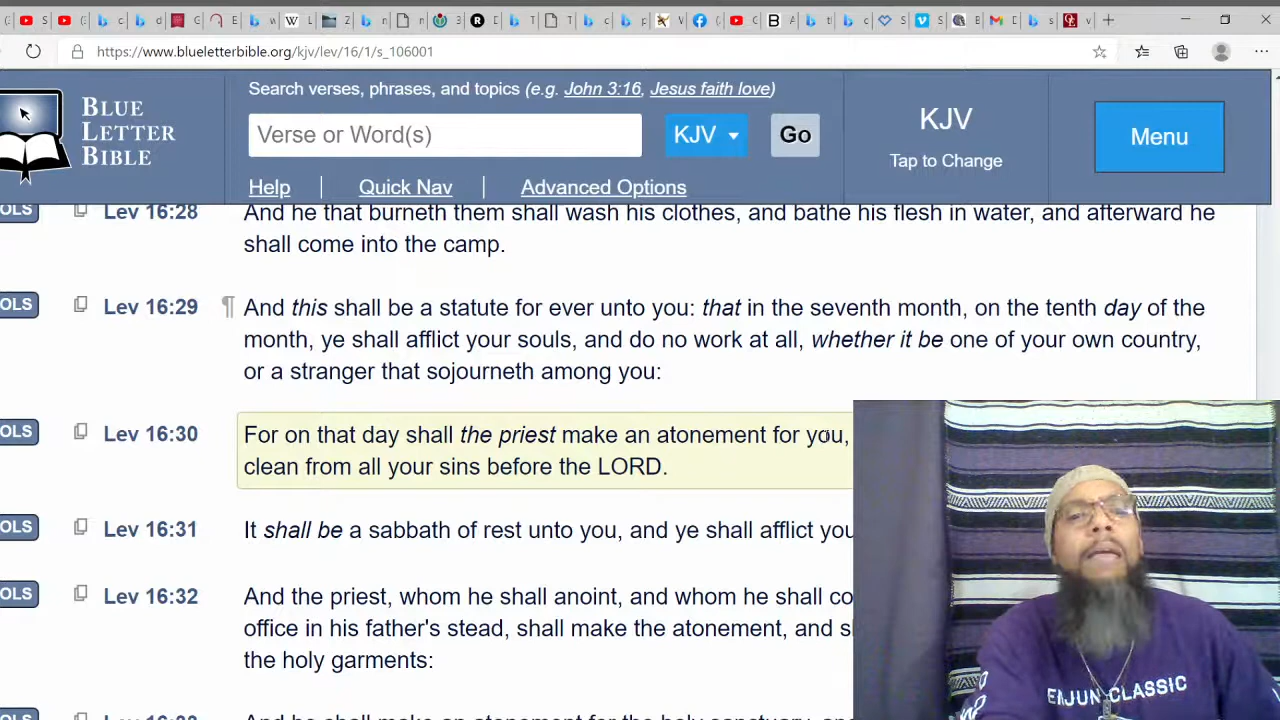 https://www.blueletterbible.org/kjv/lev/16/1/s_106001
Search verses, phrases, and topics (e.g. John 3:16, Jesus faith love)
BLUE
LETTER
BIBLE
Verse or Word(s)
KJV
Go
KJV
Tap to Change
Menu
Help | Quick Nav | Advanced Options
OLS Lev 16:28 And he that burneth them shall wash his clothes, and bathe his flesh in water, and afterward he
shall come into the camp.
OLS Lev 16:29 ¶ And this shall be a statute for ever unto you: that in the seventh month, on the tenth day of the
month, ye shall afflict your souls, and do no work at all, whether it be one of your own country,
or a stranger that sojourneth among you:
OLS Lev 16:30 For on that day shall the priest make an atonement for you,
clean from all your sins before the LORD.
OLS Lev 16:31 It shall be a sabbath of rest unto you, and ye shall afflict you
OLS Lev 16:32 And the priest, whom he shall anoint, and whom he shall co
office in his father's stead, shall make the atonement, and s
the holy garments:
CLASSIC